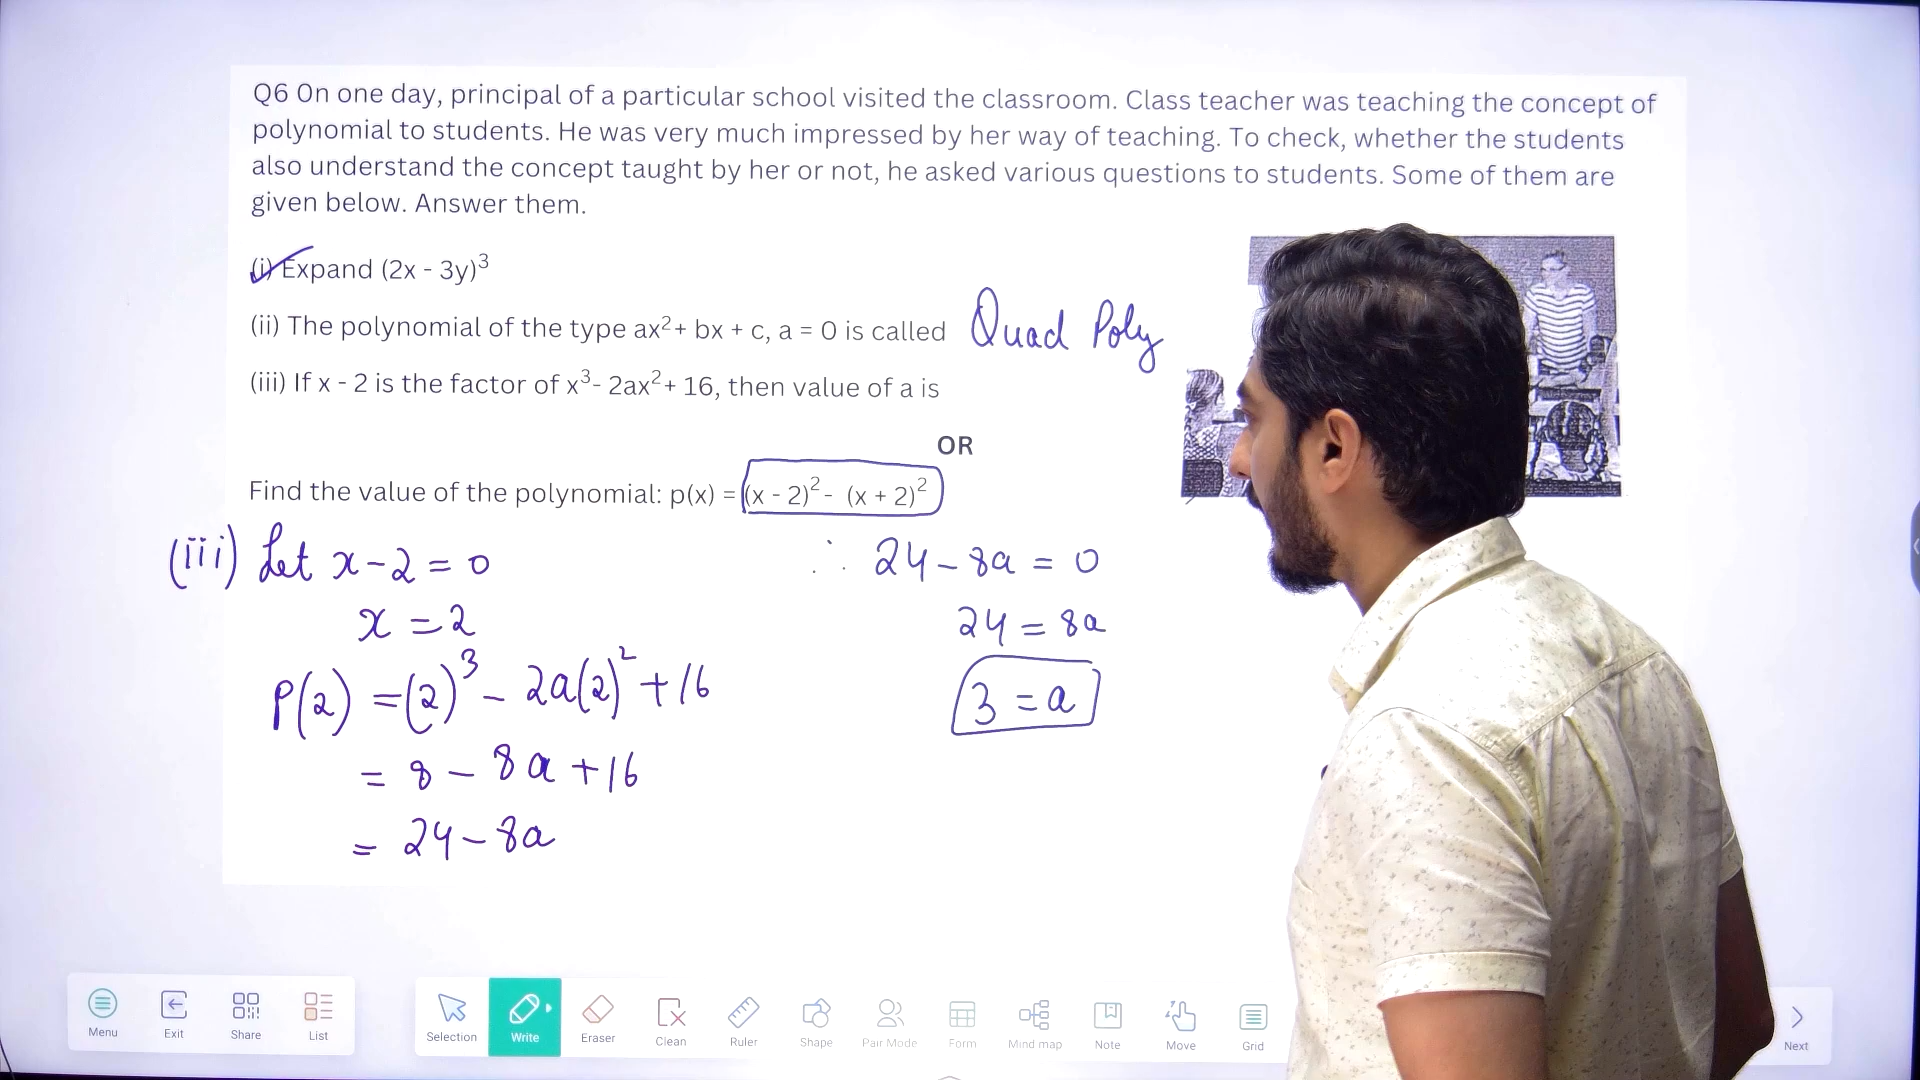 Q6 On one day, principal of a particular school visited the classroom. Class teacher was teaching the concept of
polynomial to students. He was very much impressed by her way of teaching. To check, whether the students
also understand the concept taught by her or not, he asked various questions to students. Some of them are
given below. Answer them.
(i) Expand (2x - 3y)³
(ii) The polynomial of the type ax²+ bx + c, a = 0 is called Quad Poly
(iii) If x - 2 is the factor of x³- 2ax²+ 16, then value of a is
OR
Find the value of the polynomial: p(x) = (x - 2)² - (x + 2)²
(iii) Let x - 2 = 0
x = 2
P(2) = (2)³ - 2a(2)² + 16
= 8 - 8a + 16
= 24 - 8a
∴ 24 - 8a = 0
24 = 8a
3 = a
Menu Exit Share List Selection Write Eraser Clean Ruler Shape Pair Mode Form Mind map Note Move Grid Next